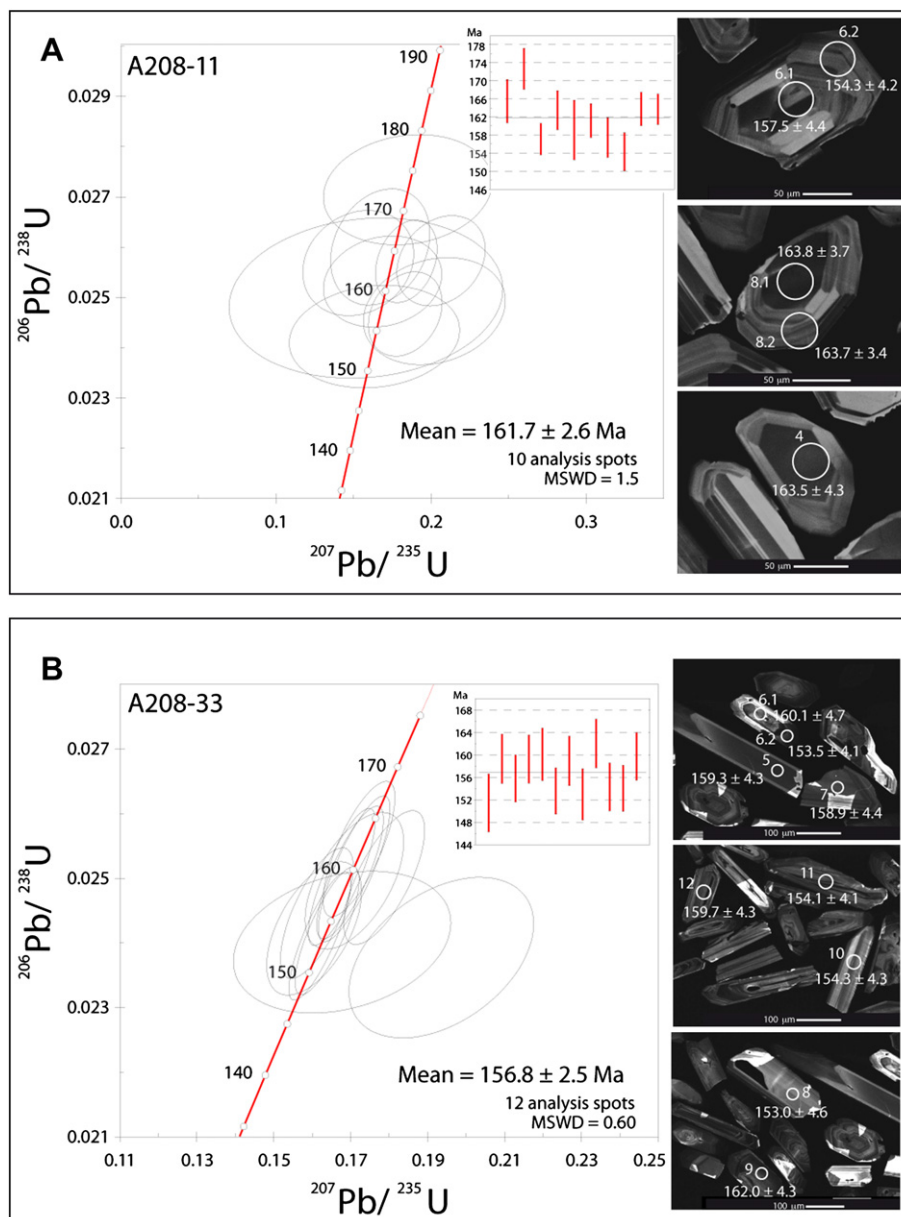 A
A208-11
190
180
170
160
150
140
0.029
0.027
0.025
0.023
0.021
0.0
0.1
0.2
0.3
206Pb/ 238U
207Pb/ 235U
Mean = 161.7 ± 2.6 Ma
10 analysis spots
MSWD = 1.5
178
174
170
166
162
158
154
150
146
6.2
6.1
154.3 ± 4.2
157.5 ± 4.4
50 µm
163.8 ± 3.7
8.1
8.2
163.7 ± 3.4
50 µm
4
163.5 ± 4.3
50 µm
B
A208-33
170
160
150
140
0.027
0.025
0.023
0.021
0.11
0.13
0.15
0.17
0.19
0.21
0.23
0.25
206Pb/ 238U
207Pb/ 235U
Mean = 156.8 ± 2.5 Ma
12 analysis spots
MSWD = 0.60
Ma
168
164
160
156
152
148
144
6.1
160.1 ± 4.7
6.2
153.5 ± 4.1
5
159.3 ± 4.3
7
158.9 ± 4.4
100 µm
12
11
154.1 ± 4.1
159.7 ± 4.3
10
154.3 ± 4.3
100 µm
8
153.0 ± 4.6
9
162.0 ± 4.3
100 µm